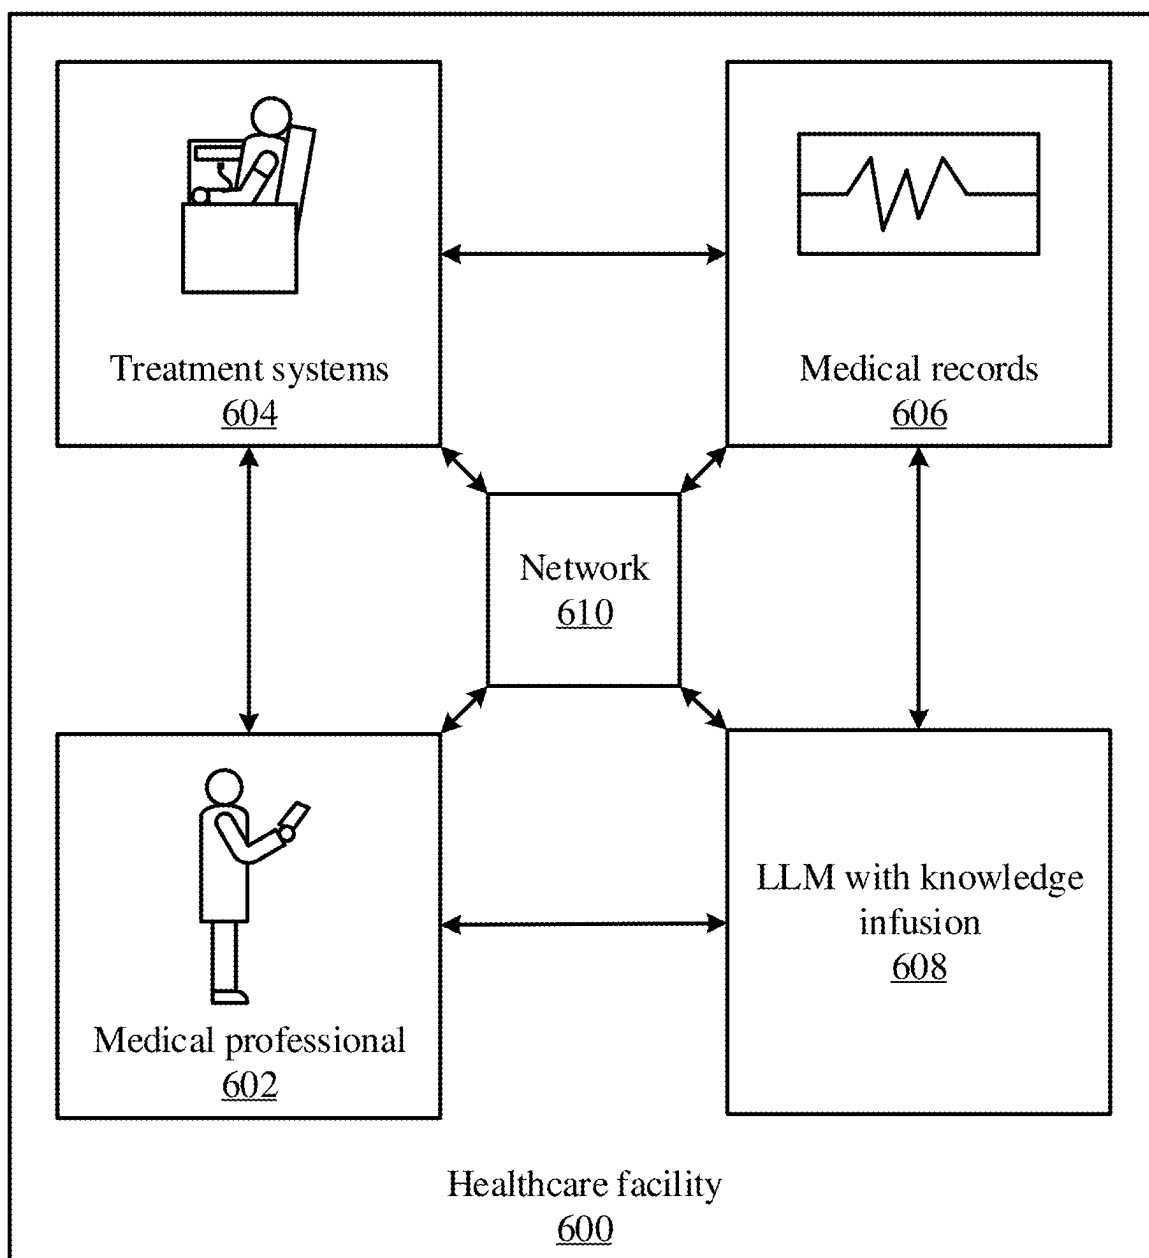 Treatment systems
604
Medical records
606
Network
610
Medical professional
602
LLM with knowledge
infusion
608
Healthcare facility
600